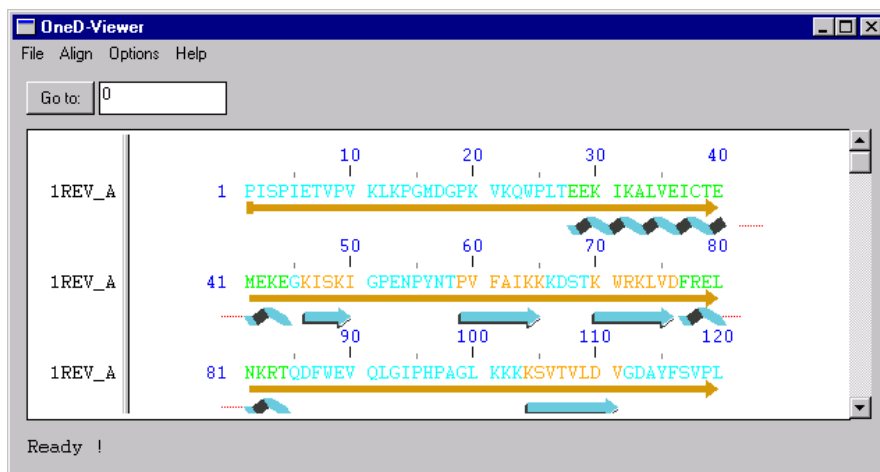 OneD-Viewer
File Align Options Help
Go to: 0
10 20 30 40
1REV_A 1 PISPIETVPV KLKPGMDGPK VKQWPLTEEK IKALVEICTE
50 60 70 80
1REV_A 41 MEKEGKISKI GPENPYNTPV FAIKKKDSTK WRKLVDFREL
90 100 110 120
1REV_A 81 NKRTQDFWEV QLGIPHPAGL KKKKSVTVLD VGDAYFSVPL
Ready !